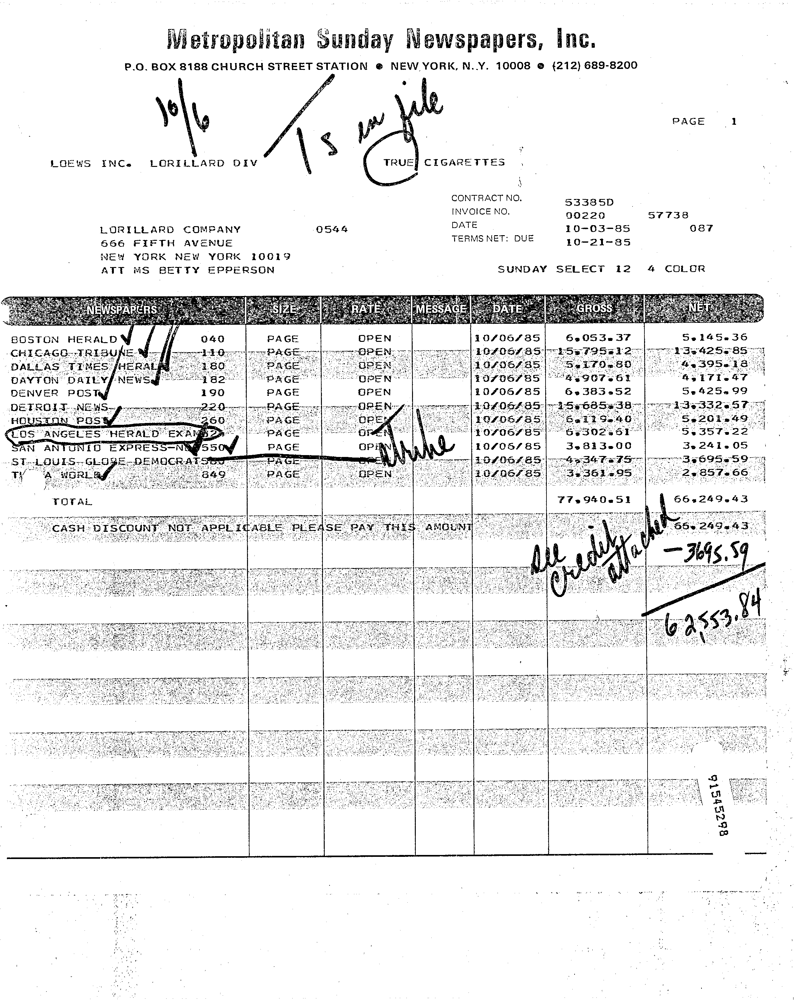 Metropolitan Sunday Newspapers, Inc.
P.O. BOX 8188 CHURCH STREET STATION ● NEW YORK, N.Y. 10008 ● (212) 689-8200
10/6
TS in file
PAGE 1
LOEWS INC. LORILLARD DIV TRUE CIGARETTES
CONTRACT NO. 53385D
INVOICE NO. 00220 57738
DATE 10-03-85 087
TERMS NET: DUE 10-21-85
LORILLARD COMPANY 0544
666 FIFTH AVENUE
NEW YORK NEW YORK 10019
ATT MS BETTY EPPERSON
SUNDAY SELECT 12 4 COLOR
NEWSPAPERS SIZE RATE MESSAGE DATE GROSS NET
BOSTON HERALD 040 PAGE OPEN 10/06/85 6,053.37 5,145.36
CHICAGO TRIBUNE 110 PAGE OPEN 10/06/85 15,795.12 13,425.85
DALLAS TIMES HERALD 180 PAGE OPEN 10/06/85 5,170.80 4,395.18
DAYTON DAILY NEWS 182 PAGE OPEN 10/06/85 4,907.61 4,171.47
DENVER POST 190 PAGE OPEN 10/06/85 6,383.52 5,425.99
DETROIT NEWS 220 PAGE OPEN 10/06/85 15,685.38 13,332.57
HOUSTON POST 260 PAGE OPEN 10/06/85 6,119.40 5,201.49
LOS ANGELES HERALD EXAM PAGE OPEN 10/06/85 6,302.61 5,357.22
SAN ANTONIO EXPRESS-NE 550 PAGE OPEN 10/06/85 3,813.00 3,241.05
ST LOUIS GLOBE DEMOCRAT PAGE OPEN 10/06/85 4,347.75 3,695.59
WORLD 849 PAGE OPEN 10/06/85 3,361.95 2,857.66
strike
TOTAL 77,940.51 66,249.43
CASH DISCOUNT NOT APPLICABLE PLEASE PAY THIS AMOUNT 66,249.43
See credit attached
-3695.59
62,553.84
91545298